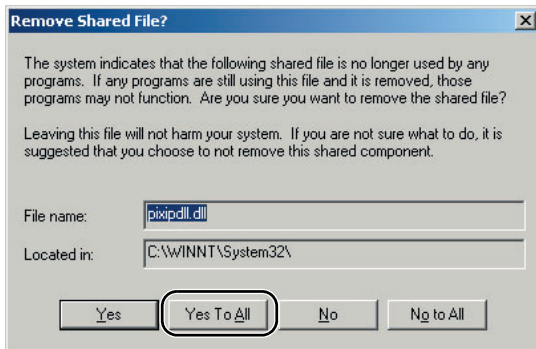 Remove Shared File?
The system indicates that the following shared file is no longer used by any
programs.  If any programs are still using this file and it is removed, those
programs may not function.  Are you sure you want to remove the shared file?
Leaving this file will not harm your system.  If you are not sure what to do, it is
suggested that you choose to not remove this shared component.
File name: pixipdll.dll
Located in: C:\WINNT\System32\
Yes Yes To All No No to All